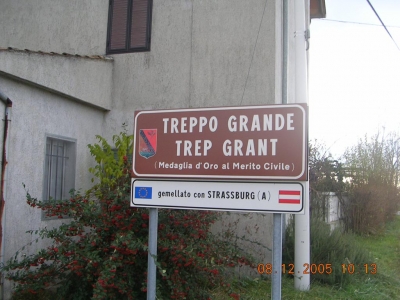 TREPPO GRANDE
TREP GRANT
(Medaglia d'Oro al Merito Civile)
gemellato con STRASSBURG (A)
08.12.2005 10:13